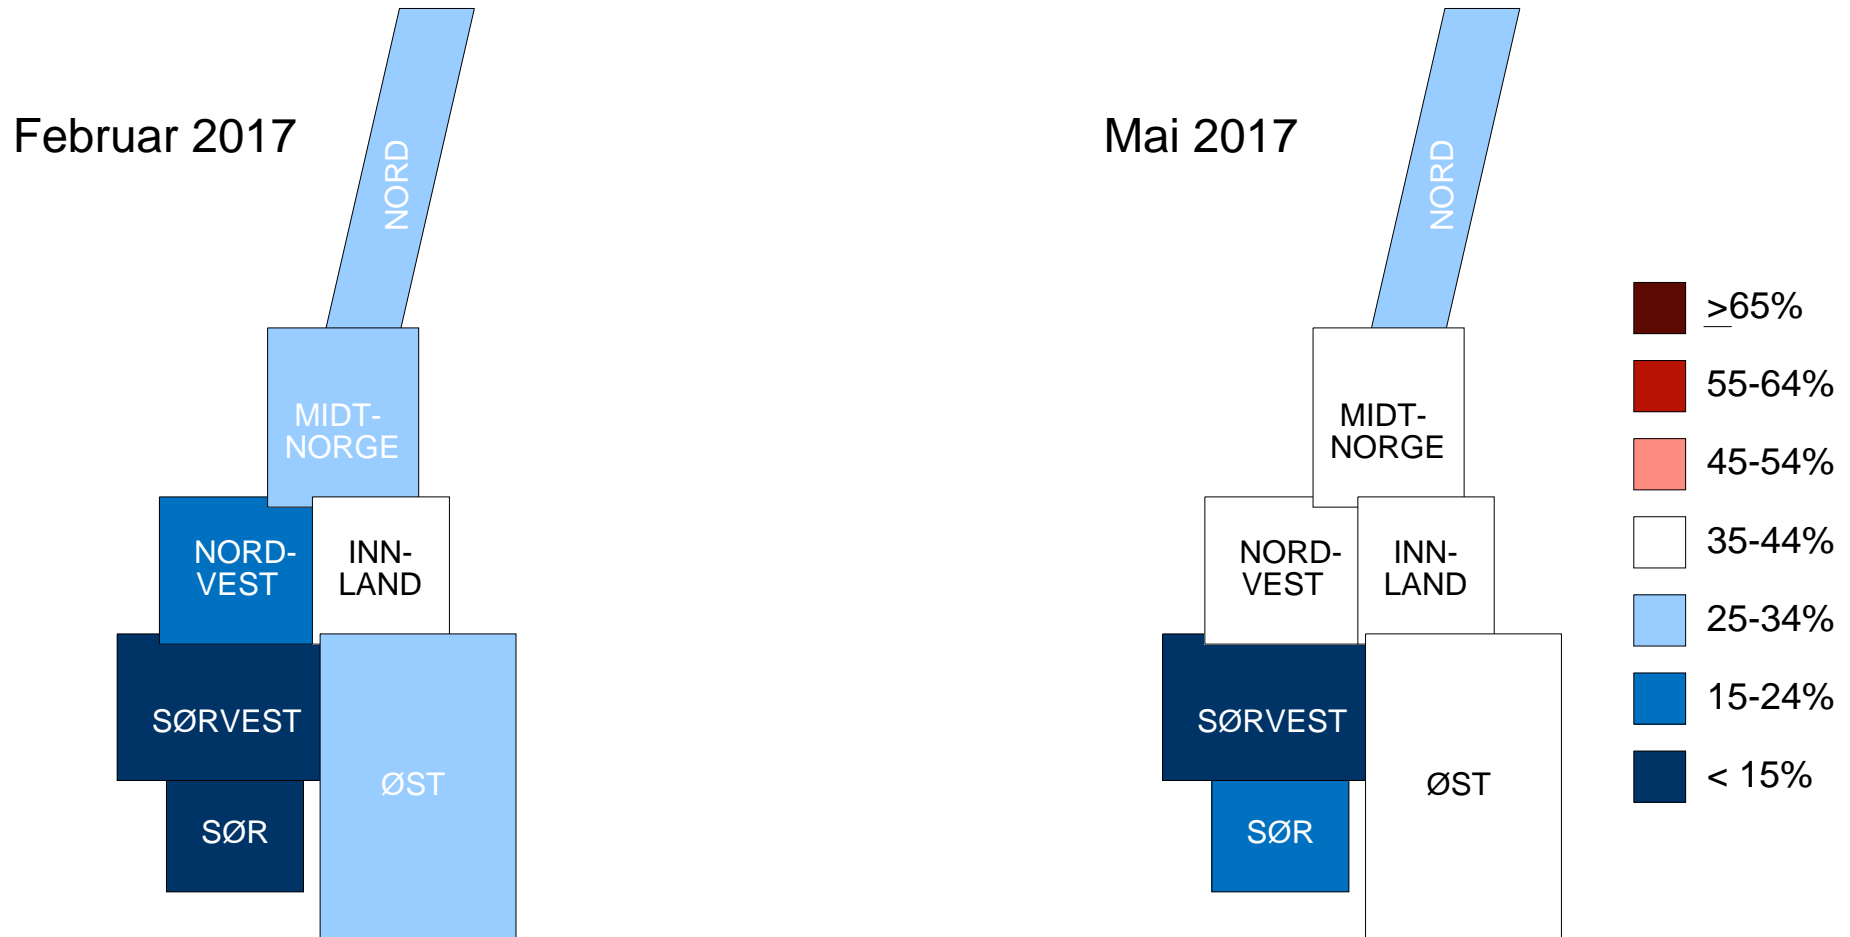 Februar 2017
NORD
MIDT-
NORGE
NORD-
VEST
INN-
LAND
SØRVEST
ØST
SØR
Mai 2017
NORD
MIDT-
NORGE
NORD-
VEST
INN-
LAND
SØRVEST
ØST
SØR
>65%
55-64%
45-54%
35-44%
25-34%
15-24%
< 15%